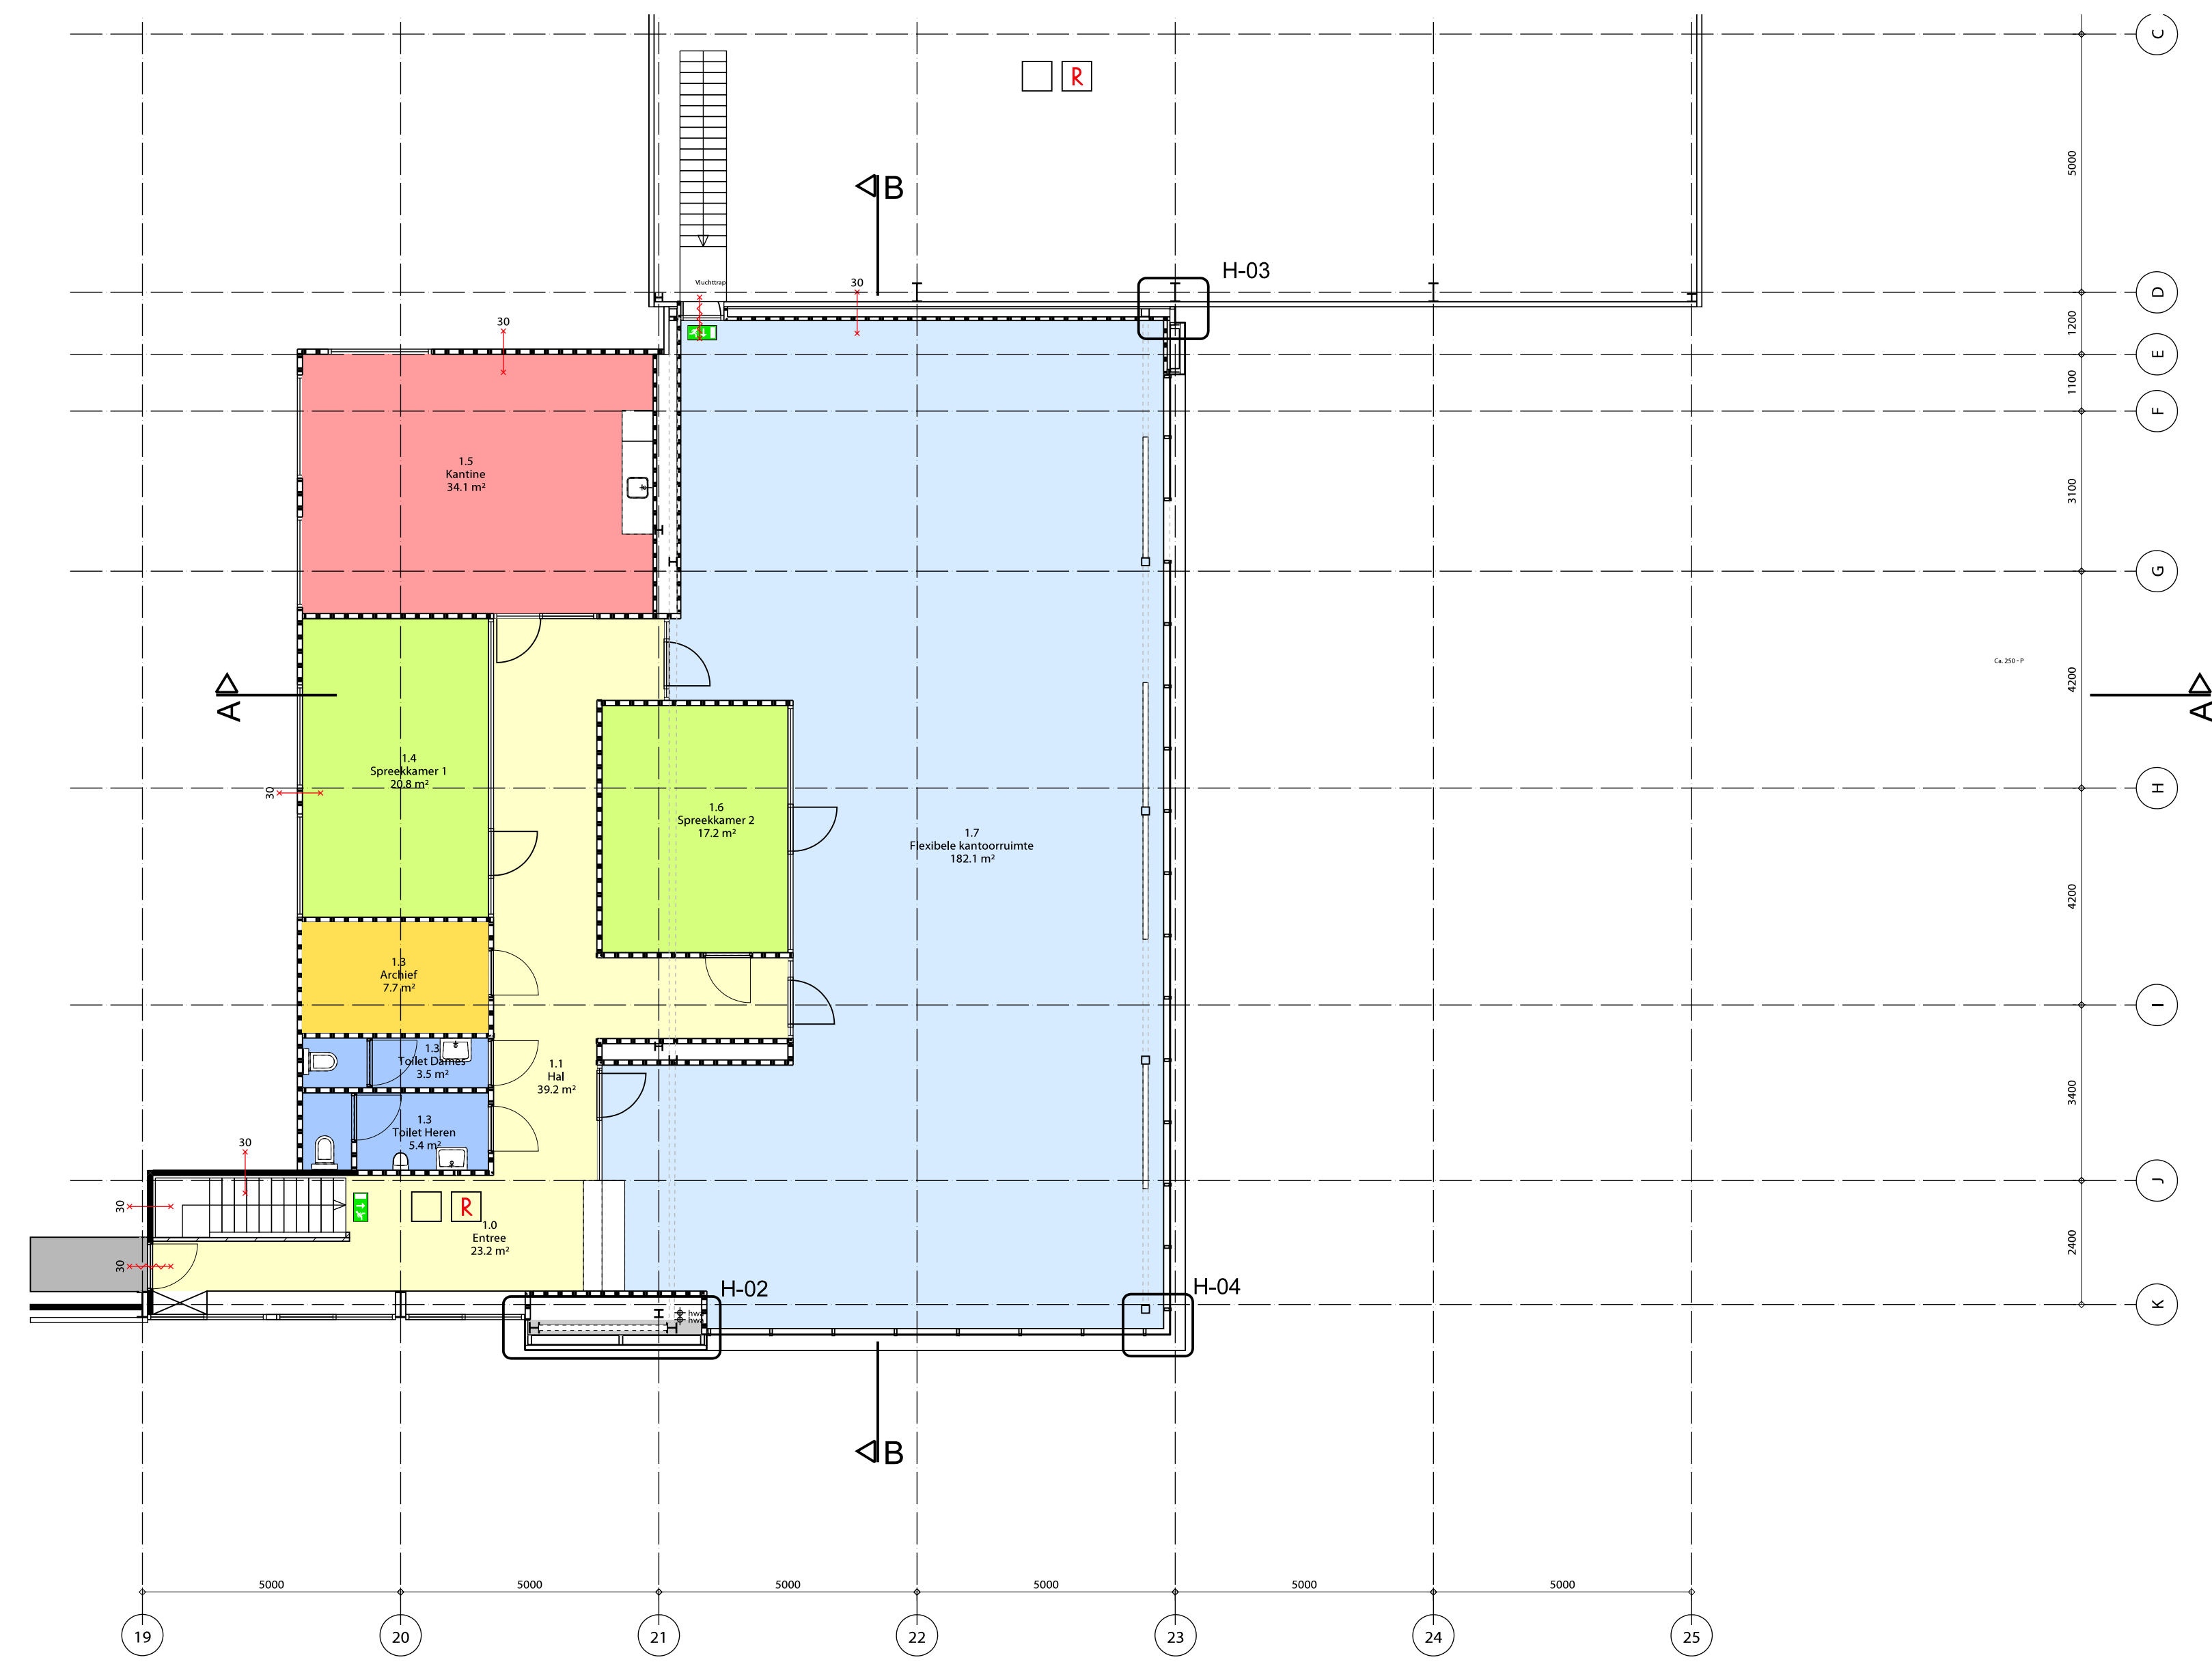 C
R
5000
B
H-03
Vluchttrap
30
D
30
1200
E
1100
F
1.5
Kantine
34.1 m²
3100
G
Ca. 250 - P
4200
A
A
1.4
Spreekkamer 1
20.8 m²
30
H
1.6
Spreekkamer 2
17.2 m²
1.7
Flexibele kantoorruimte
182.1 m²
4200
1.3
Archief
7.7 m²
I
1.3
Toilet Dames
3.5 m²
1.1
Hal
39.2 m²
3400
1.3
Toilet Heren
5.4 m²
30
J
30
R
1.0
Entree
23.2 m²
2400
30
H-02
H-04
hwa
hwa
K
B
5000
5000
5000
5000
5000
5000
19
20
21
22
23
24
25